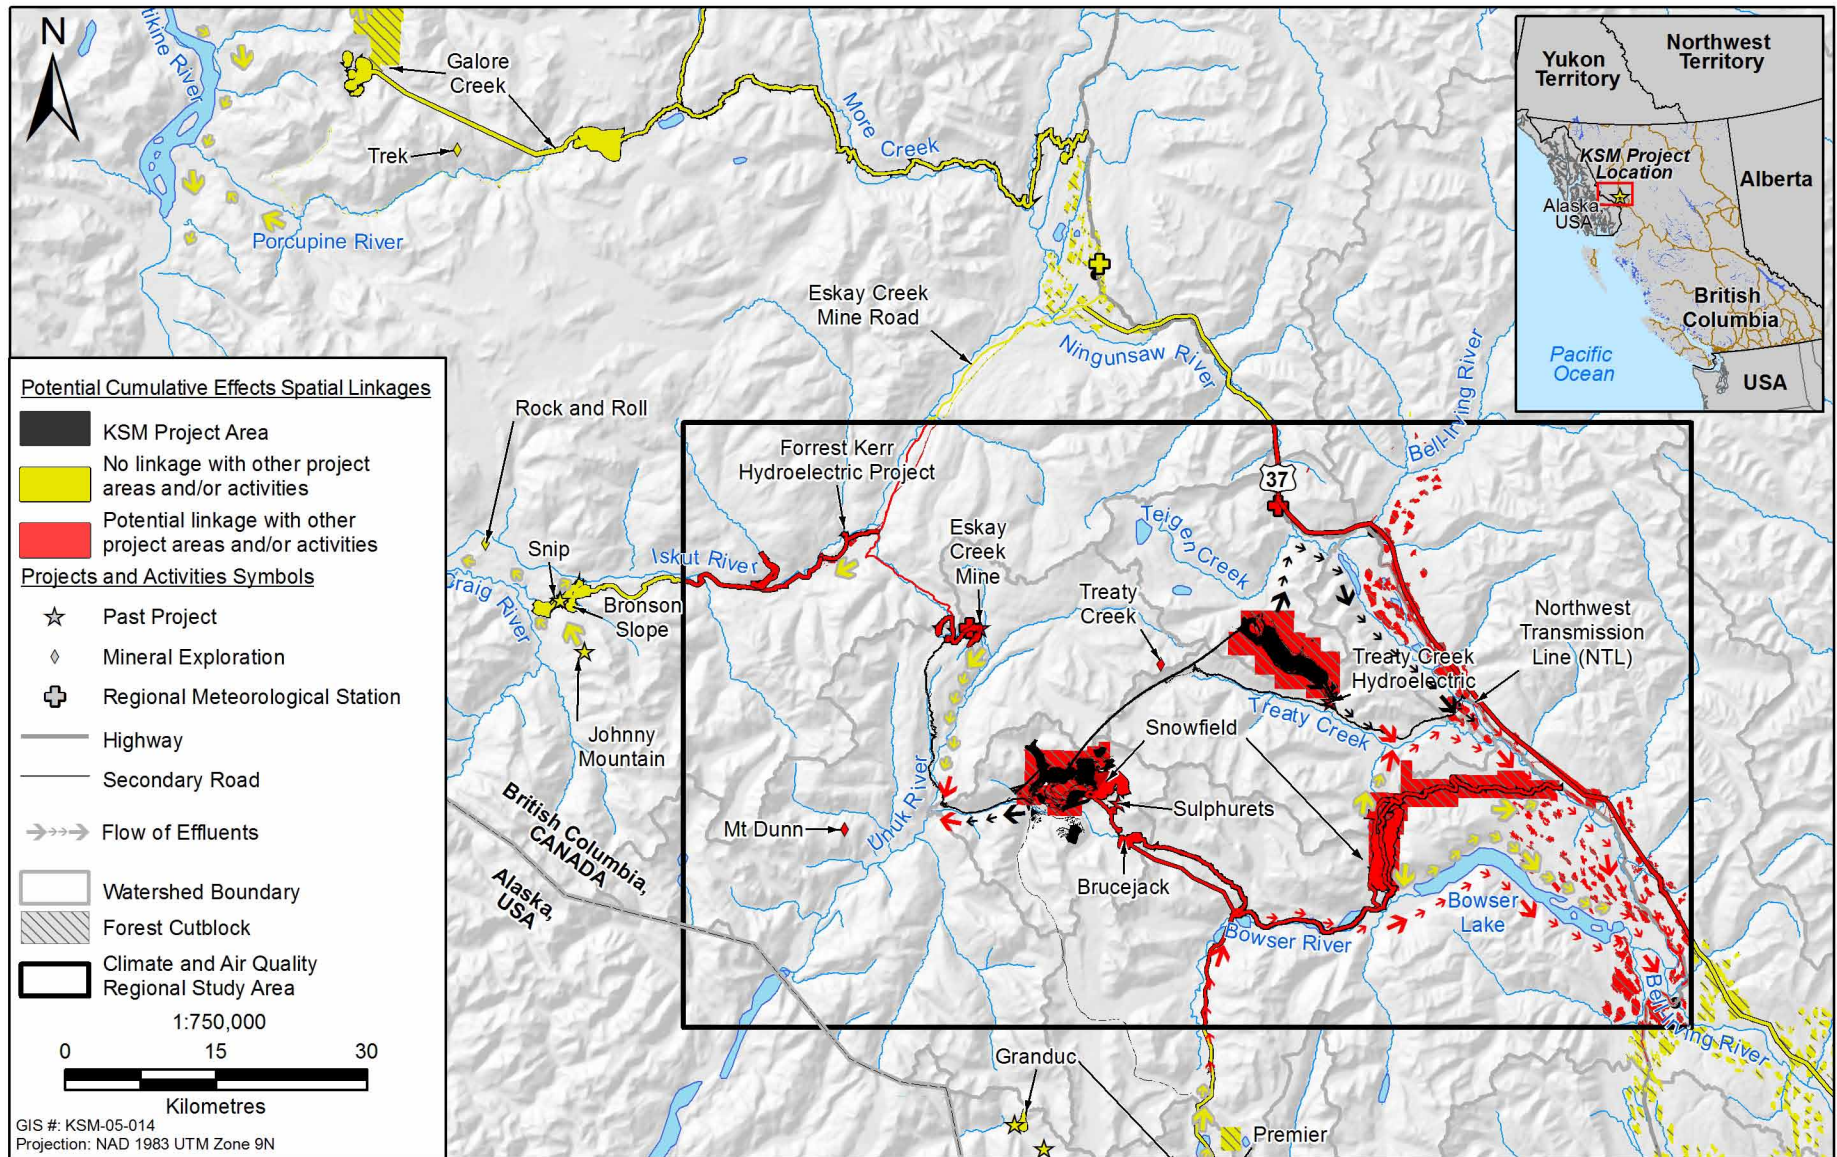 N
Stikine River
Galore
Creek
Trek
Porcupine River
More
Creek
Eskay Creek
Mine Road
Ningunsaw River
Bell-Irving River
Yukon
Territory
Northwest
Territory
KSM Project
Location
Alaska,
USA
Alberta
British
Columbia
Pacific
Ocean
USA
Potential Cumulative Effects Spatial Linkages
KSM Project Area
No linkage with other project
areas and/or activities
Potential linkage with other
project areas and/or activities
Projects and Activities Symbols
Past Project
Mineral Exploration
Regional Meteorological Station
Highway
Secondary Road
Flow of Effluents
Watershed Boundary
Forest Cutblock
Climate and Air Quality
Regional Study Area
1:750,000
0 15 30
Kilometres
GIS #: KSM-05-014
Projection: NAD 1983 UTM Zone 9N
Rock and Roll
Forrest Kerr
Hydroelectric Project
Snip
Iskut River
Craig River
Bronson
Slope
Johnny
Mountain
Eskay
Creek
Mine
37
Teigen Creek
Treaty
Creek
Northwest
Transmission
Line (NTL)
Treaty Creek
Hydroelectric
Treaty Creek
Snowfield
Sulphurets
Unuk River
Mt Dunn
British Columbia,
CANADA
Alaska,
USA
Brucejack
Bowser
Lake
Bowser River
Bell-Irving River
Granduc
Premier